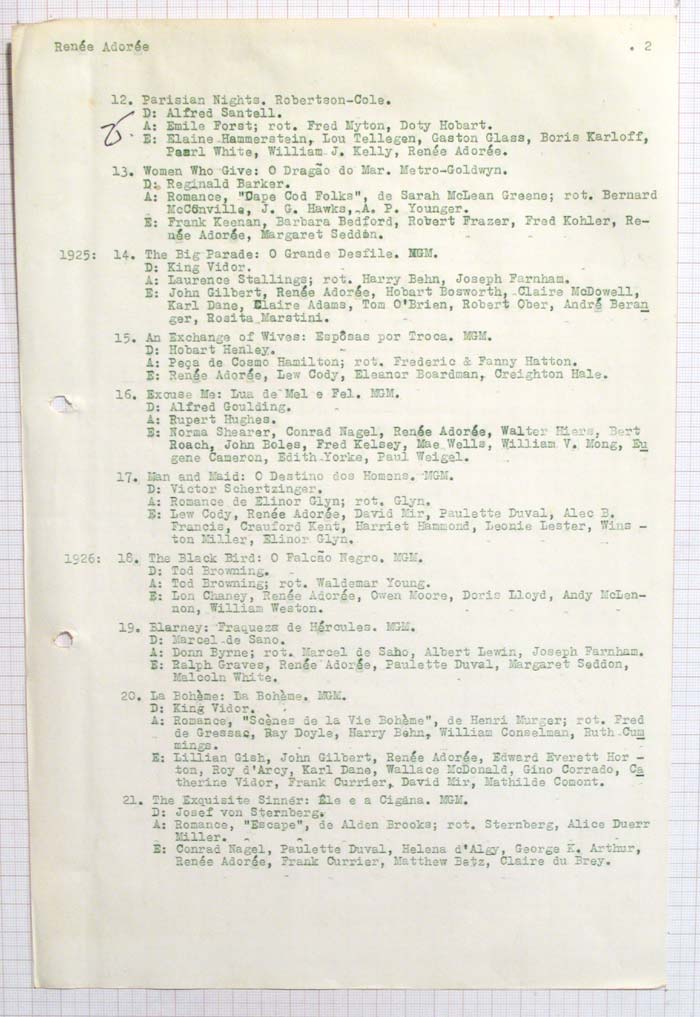 Renée Adorée . 2
12. Parisian Nights. Robertson-Cole.
D: Alfred Santell.
A: Emile Forst; rot. Fred Myton, Doty Hobart.
E: Elaine Hammerstein, Lou Tellegen, Gaston Glass, Boris Karloff,
Pearl White, William J. Kelly, Renée Adorée.
13. Women Who Give: O Dragão do Mar. Metro-Goldwyn.
D: Reginald Barker.
A: Romance, "Cape Cod Folks", de Sarah McLean Greene; rot. Bernard
McConville, J. G. Hawks, A. P. Younger.
E: Frank Keenan, Barbara Bedford, Robert Frazer, Fred Kohler, Re-
née Adorée, Margaret Seddon.
1925: 14. The Big Parade: O Grande Desfile. MGM.
D: King Vidor.
A: Laurence Stallings; rot. Harry Behn, Joseph Farnham.
E: John Gilbert, Renée Adorée, Hobart Bosworth, Claire McDowell,
Karl Dane, Claire Adams, Tom O'Brien, Robert Ober, André Beran
ger, Rosita Marstini.
15. An Exchange of Wives: Espôsas por Troca. MGM.
D: Hobart Henley.
A: Peça de Cosmo Hamilton; rot. Frederic & Fanny Hatton.
E: Renée Adorée, Lew Cody, Eleanor Boardman, Creighton Hale.
16. Excuse Me: Lua de Mel e Fel. MGM.
D: Alfred Goulding.
A: Rupert Hughes.
E: Norma Shearer, Conrad Nagel, Renée Adorée, Walter Hiers, Bert
Roach, John Boles, Fred Kelsey, Mae Wells, William V. Mong, Eu
gene Cameron, Edith Yorke, Paul Weigel.
17. Man and Maid: O Destino dos Homens. MGM.
D: Victor Schertzinger.
A: Romance de Elinor Glyn; rot. Glyn.
E: Lew Cody, Renée Adorée, David Mir, Paulette Duval, Alec B.
Francis, Crauford Kent, Harriet Hammond, Leonie Lester, Wins -
ton Miller, Elinor Glyn.
1926: 18. The Black Bird: O Falcão Negro. MGM.
D: Tod Browning.
A: Tod Browning; rot. Waldemar Young.
E: Lon Chaney, Renée Adorée, Owen Moore, Doris Lloyd, Andy McLen-
non, William Weston.
19. Blarney: Fraqueza de Hércules. MGM.
D: Marcel de Sano.
A: Donn Byrne; rot. Marcel de Saho, Albert Lewin, Joseph Farnham.
E: Ralph Graves, Renée Adorée, Paulette Duval, Margaret Seddon,
Malcoln White.
20. La Bohème: La Bohème. MGM.
D: King Vidor.
A: Romance, "Scènes de la Vie Bohème", de Henri Murger; rot. Fred
de Gressac, Ray Doyle, Harry Behn, William Conselman, Ruth Cum
mings.
E: Lillian Gish, John Gilbert, Renée Adorée, Edward Everett Hor -
ton, Roy d'Arcy, Karl Dane, Wallace McDonald, Gino Corrado, Ca
therine Vidor, Frank Currier, David Mir, Mathilde Comont.
21. The Exquisite Sinner: Êle e a Cigâna. MGM.
D: Josef von Sternberg.
A: Romance, "Escape", de Alden Brooks; rot. Sternberg, Alice Duerr
Miller.
E: Conrad Nagel, Paulette Duval, Helena d'Algy, George K. Arthur,
Renée Adorée, Frank Currier, Matthew Betz, Claire du Brey.